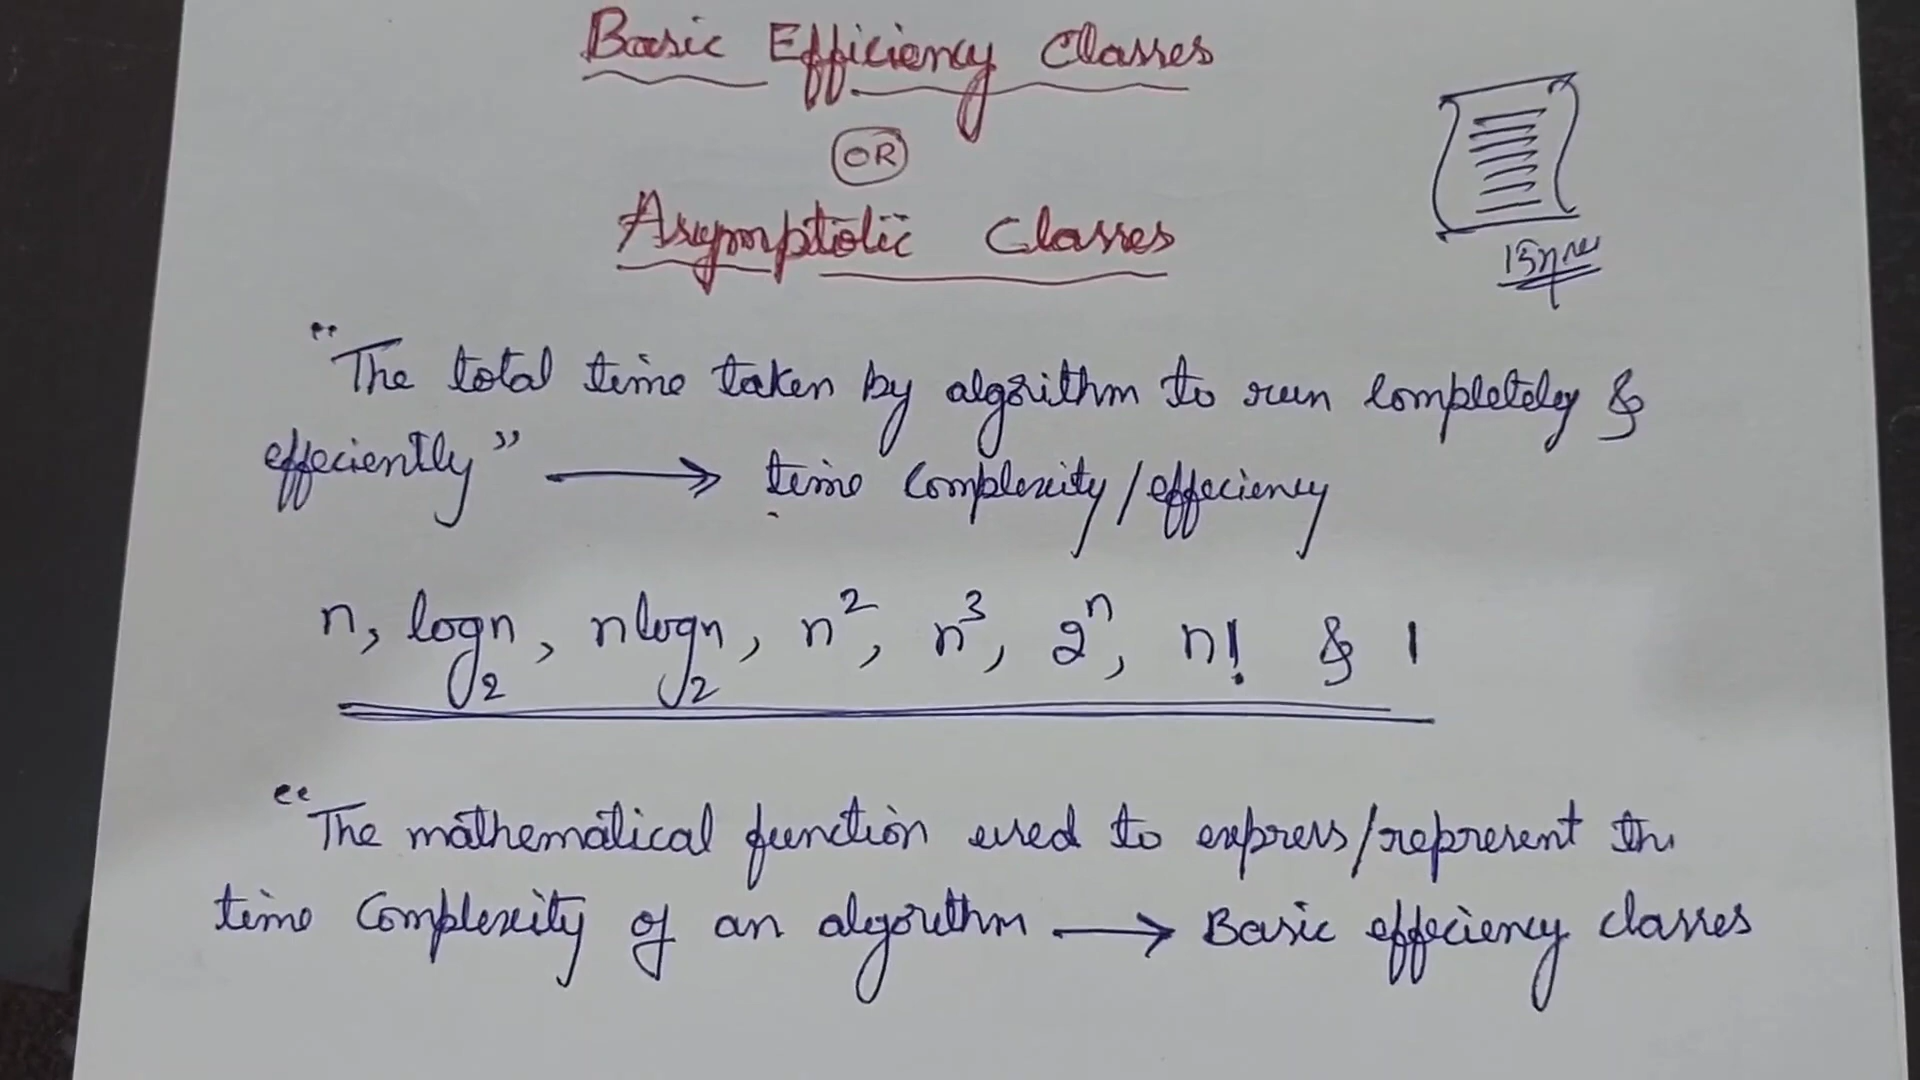 Basic Efficiency Classes
OR
Asymptotic Classes
"The total time taken by algorithm to run completely &
effeciently" → time complexity/effeciency
n, log₂n, nlog₂n, n², n³, 2ⁿ, n! & 1
"The mathematical function used to express/represent th
time complexity of an algorithm → Basic effeciency classes